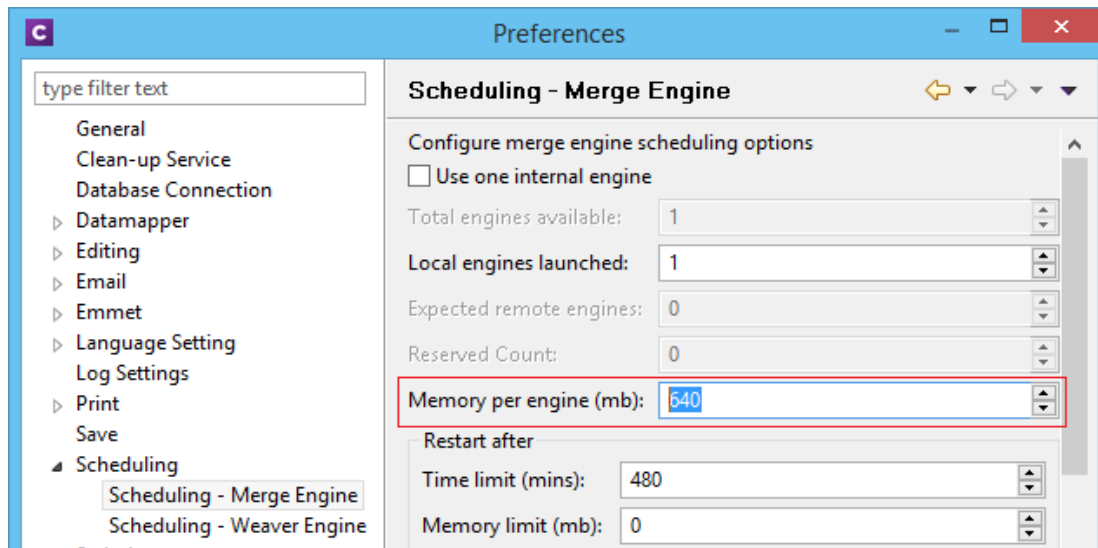 C
Preferences
type filter text
General
Clean-up Service
Database Connection
Datamapper
Editing
Email
Emmet
Language Setting
Log Settings
Print
Save
Scheduling
Scheduling - Merge Engine
Scheduling - Weaver Engine
Scheduling - Merge Engine
Configure merge engine scheduling options
Use one internal engine
Total engines available: 1
Local engines launched: 1
Expected remote engines: 0
Reserved Count: 0
Memory per engine (mb): 640
Restart after
Time limit (mins): 480
Memory limit (mb): 0